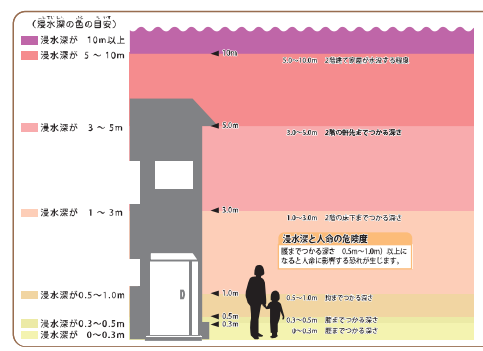 （浸水深の色の目安）
浸水深が 10m以上
浸水深が 5 ～ 10m
浸水深が 3 ～ 5m
浸水深が 1 ～ 3m
浸水深が0.5～1.0m
浸水深が0.3～0.5m
浸水深が 0～0.3m
10m
5.0～10.0m 2階建て家屋が水没する程度
5.0m
3.0～5.0m 2階の軒先までつかる深さ
3.0m
1.0～3.0m 2階の床下までつかる深さ
浸水深と人命の危険度
腰までつかる深さ 0.5m～1.0m）以上に
なると人命に影響する恐れが生じます。
1.0m
0.5～1.0m までつかる深さ
0.5m
0.3～0.5m までつかる深さ
0.3m
0～0.3m までつかる深さ